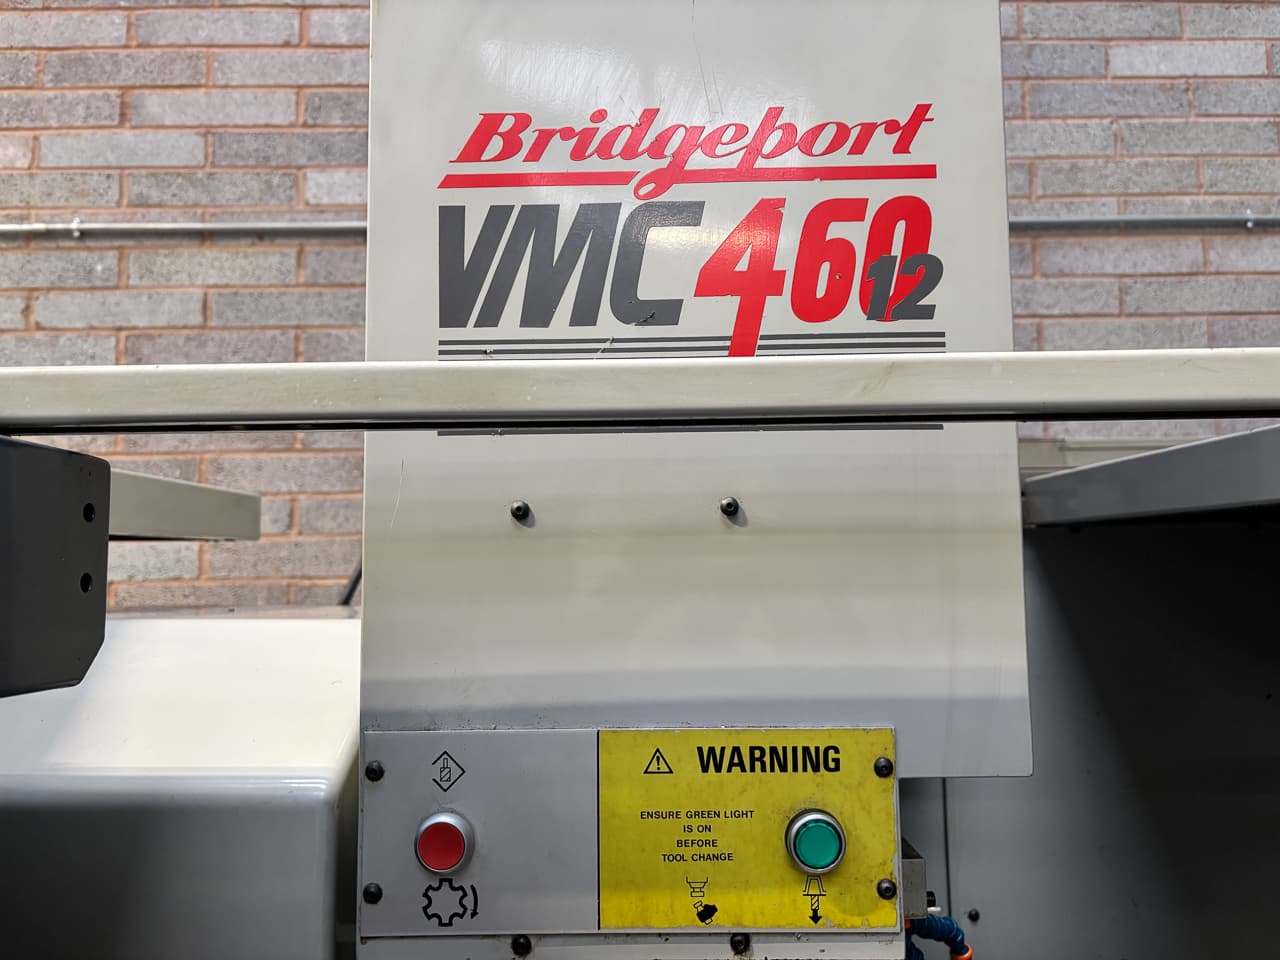 Bridgeport
VMC 460
12
WARNING
ENSURE GREEN LIGHT
IS ON
BEFORE
TOOL CHANGE